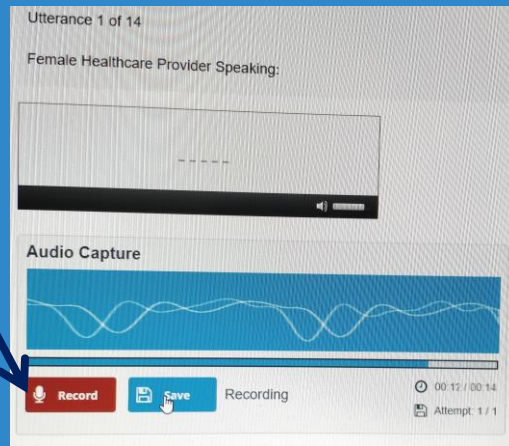 Utterance 1 of 14
Female Healthcare Provider Speaking:
-----
Audio Capture
Record Save Recording 00:12 / 00:14
Attempt: 1 / 1